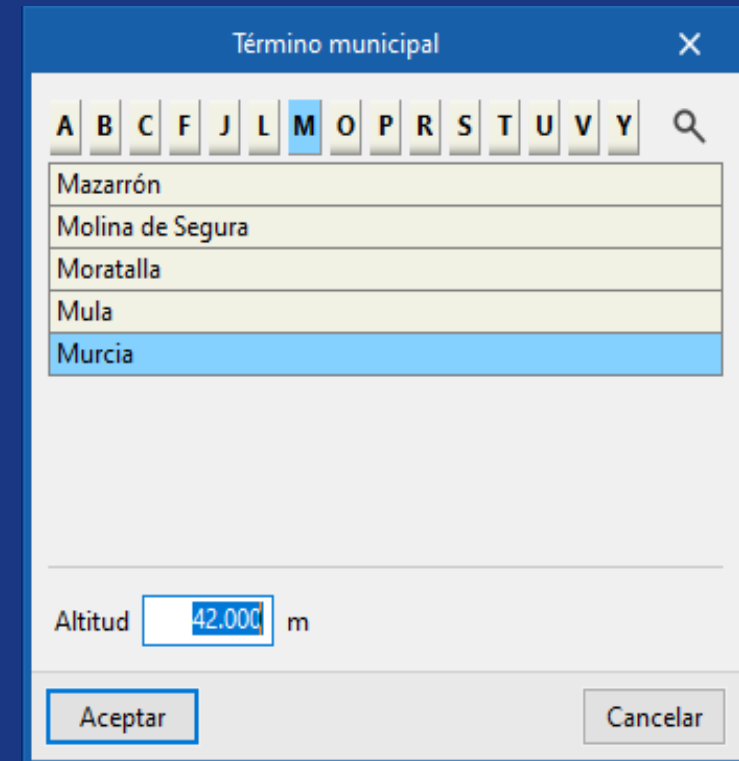 Término municipal
A B C F J L M O P R S T U V Y
Mazarrón
Molina de Segura
Moratalla
Mula
Murcia
Altitud 42.000 m
Aceptar Cancelar